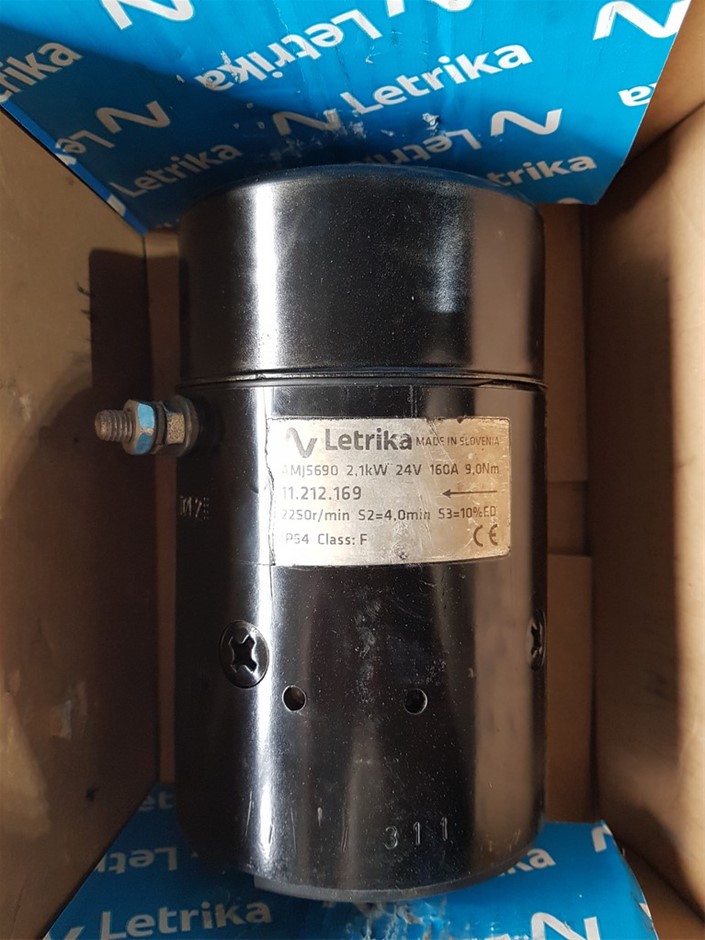 Letrika
Letrika
Letrika
Letrika
Letrika
Letrika MADE IN SLOVENIA
AMJ5690 2,1kW 24V 160A 9,0Nm
11.212.169
2250r/min S2=4,0min S3=10%ED
IP54 Class: F CE
311
Letrika